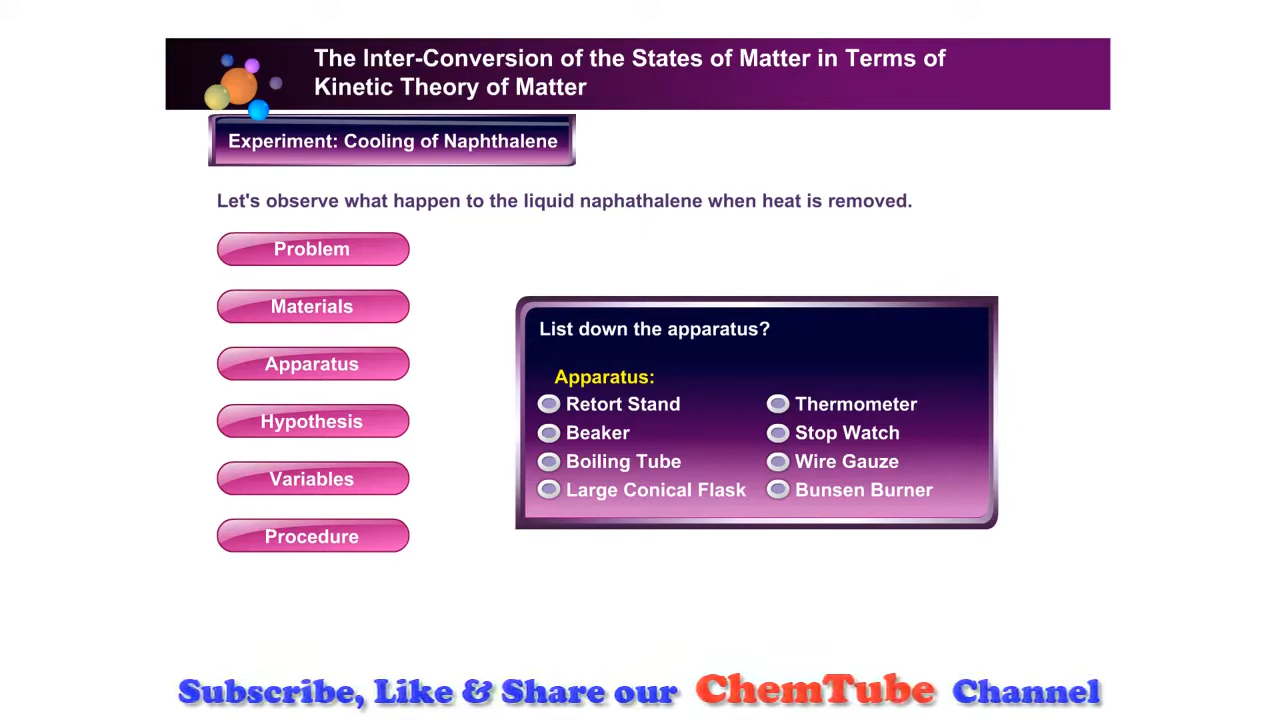 The Inter-Conversion of the States of Matter in Terms of
Kinetic Theory of Matter
Experiment: Cooling of Naphthalene
Let's observe what happen to the liquid naphathalene when heat is removed.
Problem
Materials
Apparatus
Hypothesis
Variables
Procedure
List down the apparatus?
Apparatus:
Retort Stand
Beaker
Boiling Tube
Large Conical Flask
Thermometer
Stop Watch
Wire Gauze
Bunsen Burner
Subscribe, Like & Share our ChemTube Channel